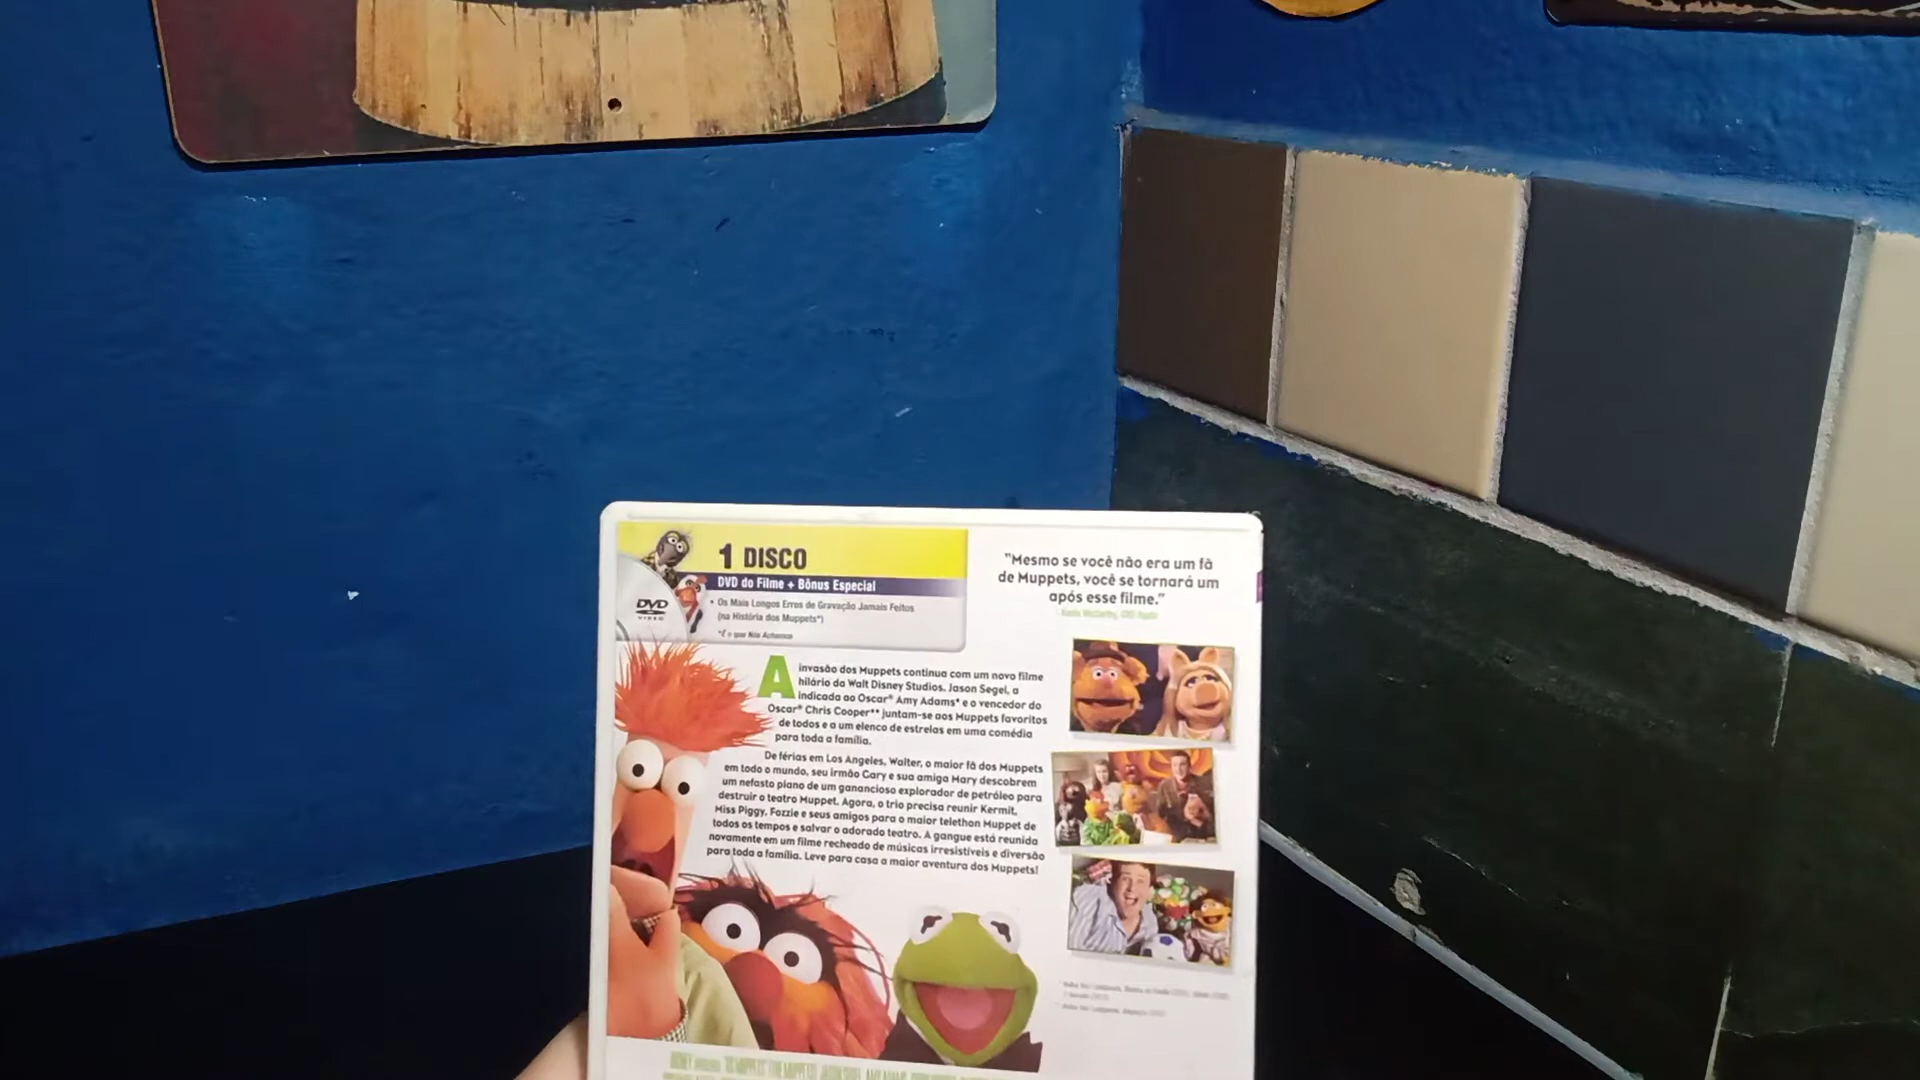 1 DISCO
DVD do Filme + Bônus Especial
• Os Mais Longos Erros de Gravação Jamais Feitos
(na História dos Muppets*)
*É o que Nós Achamos
DVD
VIDEO
"Mesmo se você não era um fã
de Muppets, você se tornará um
após esse filme."
A invasão dos Muppets continua com um novo filme
hilário da Walt Disney Studios. Jason Segel, a
indicada ao Oscar® Amy Adams* e o vencedor do
Oscar® Chris Cooper** juntam-se aos Muppets favoritos
de todos e a um elenco de estrelas em uma comédia
para toda a família.
De férias em Los Angeles, Walter, o maior fã dos Muppets
em todo o mundo, seu irmão Gary e sua amiga Mary descobrem
um nefasto plano de um ganancioso explorador de petróleo para
destruir o teatro Muppet. Agora, o trio precisa reunir Kermit,
Miss Piggy, Fozzie e seus amigos para o maior telethon Muppet de
todos os tempos e salvar o adorado teatro. A gangue está reunida
novamente em um filme recheado de músicas irresistíveis e diversão
para toda a família. Leve para casa a maior aventura dos Muppets!